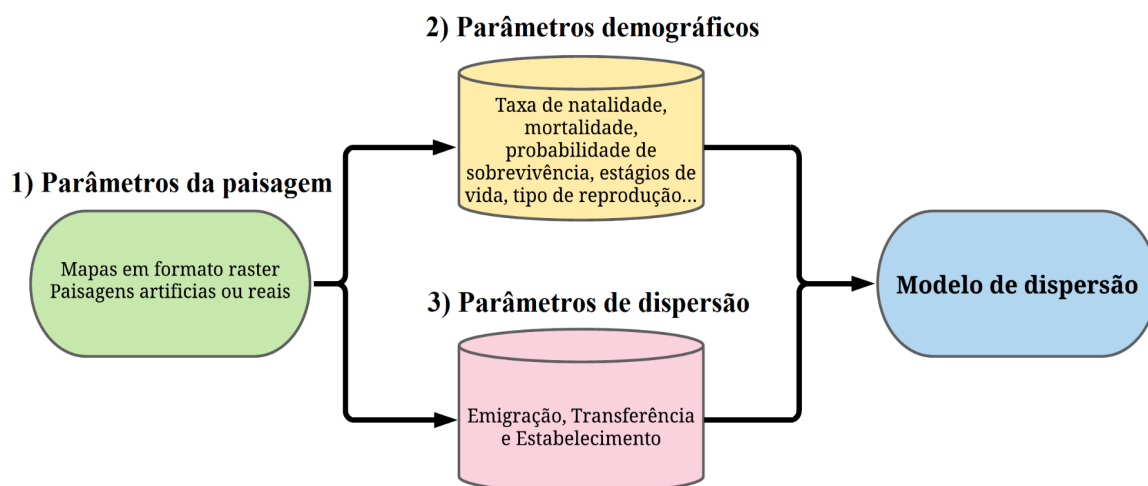 1) Parâmetros da paisagem
Mapas em formato raster
Paisagens artificias ou reais
2) Parâmetros demográficos
Taxa de natalidade,
mortalidade,
probabilidade de
sobrevivência, estágios de
vida, tipo de reprodução...
3) Parâmetros de dispersão
Emigração, Transferência
e Estabelecimento
Modelo de dispersão